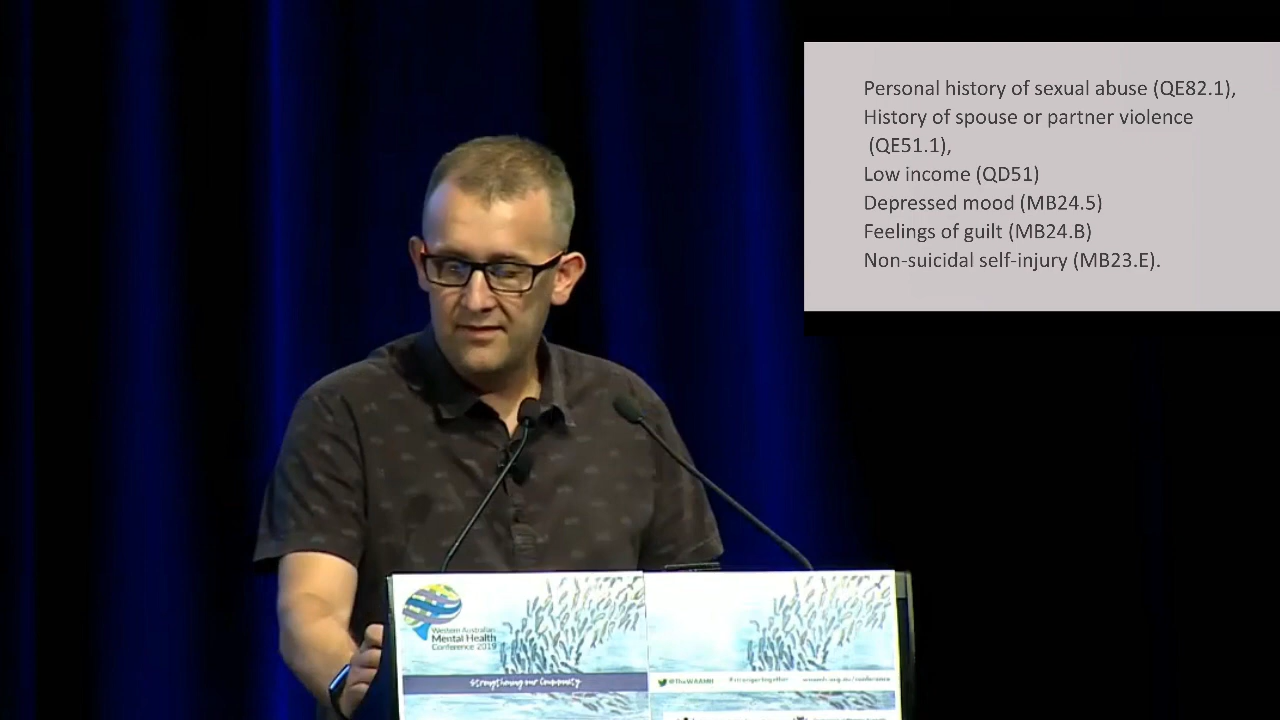 Personal history of sexual abuse (QE82.1),
History of spouse or partner violence
(QE51.1),
Low income (QD51)
Depressed mood (MB24.5)
Feelings of guilt (MB24.B)
Non-suicidal self-injury (MB23.E).
Western Australian
Mental Health
Conference 2019
Strengthening our Community
@TheWAAMH
#strongertogether
waamh.org.au/conference